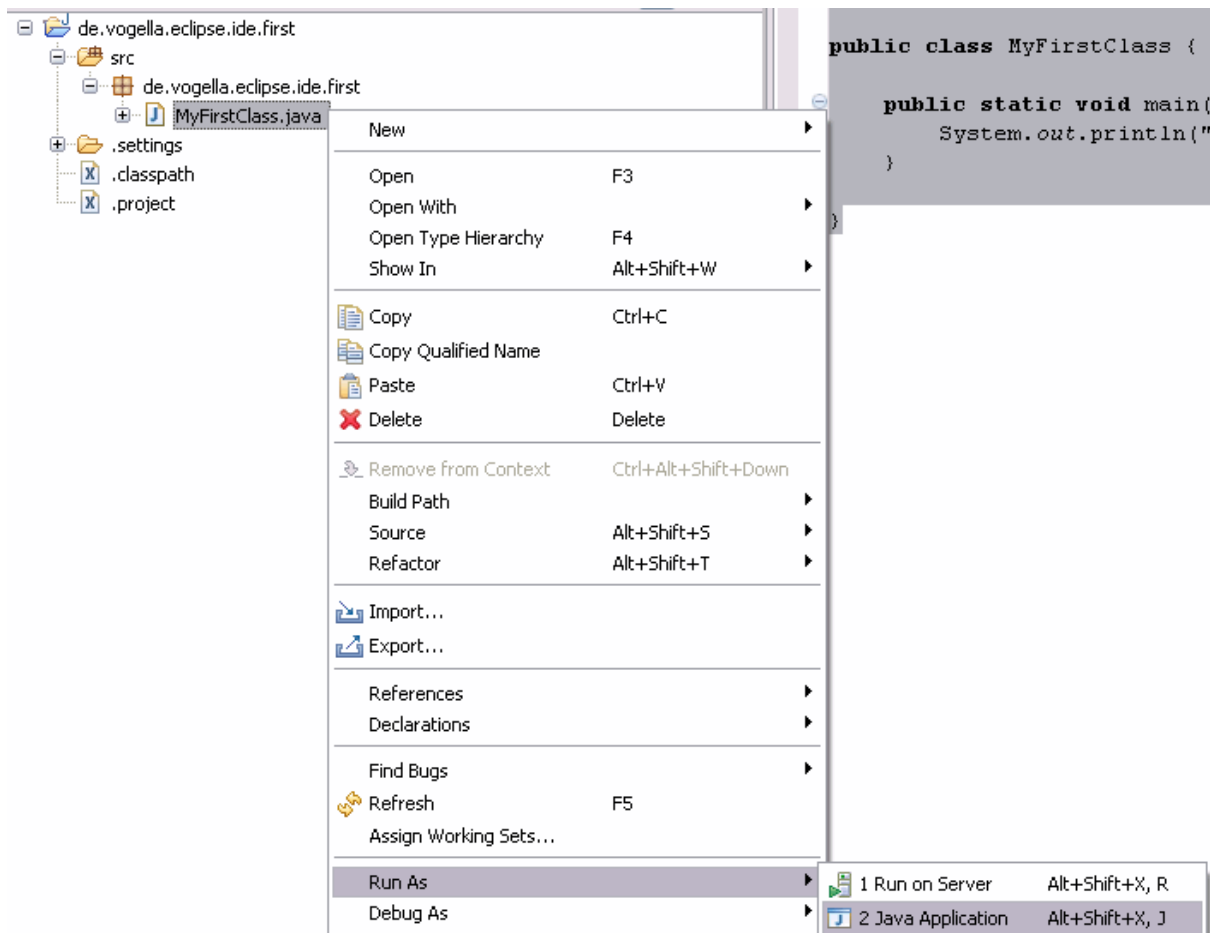 de.vogella.eclipse.ide.first
src
de.vogella.eclipse.ide.first
MyFirstClass.java
.settings
.classpath
.project
New
Open F3
Open With
Open Type Hierarchy F4
Show In Alt+Shift+W
Copy Ctrl+C
Copy Qualified Name
Paste Ctrl+V
Delete Delete
Remove from Context Ctrl+Alt+Shift+Down
Build Path
Source Alt+Shift+S
Refactor Alt+Shift+T
Import...
Export...
References
Declarations
Find Bugs
Refresh F5
Assign Working Sets...
Run As
Debug As
1 Run on Server Alt+Shift+X, R
2 Java Application Alt+Shift+X, J
public class MyFirstClass {
public static void main(
System.out.println("
}
}